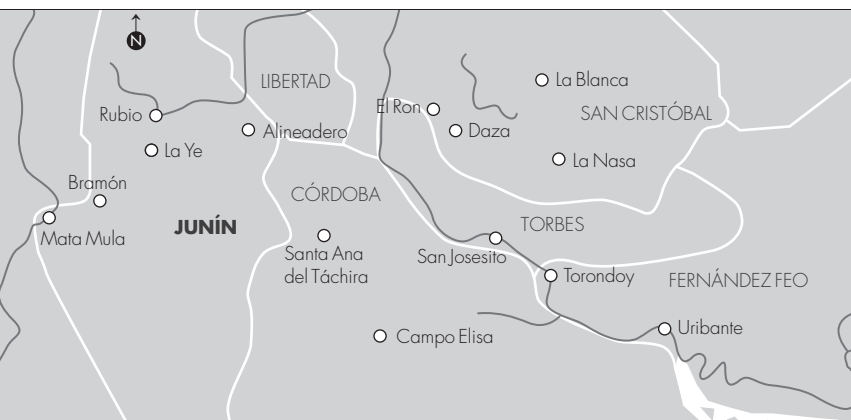 N
LIBERTAD
La Blanca
El Ron
SAN CRISTÓBAL
Rubio
Alineadero
Daza
La Ye
La Nasa
Bramón
CÓRDOBA
JUNÍN
TORBES
Mata Mula
Santa Ana
del Táchira
San Josesito
Torondoy
FERNÁNDEZ FEO
Uribante
Campo Elisa